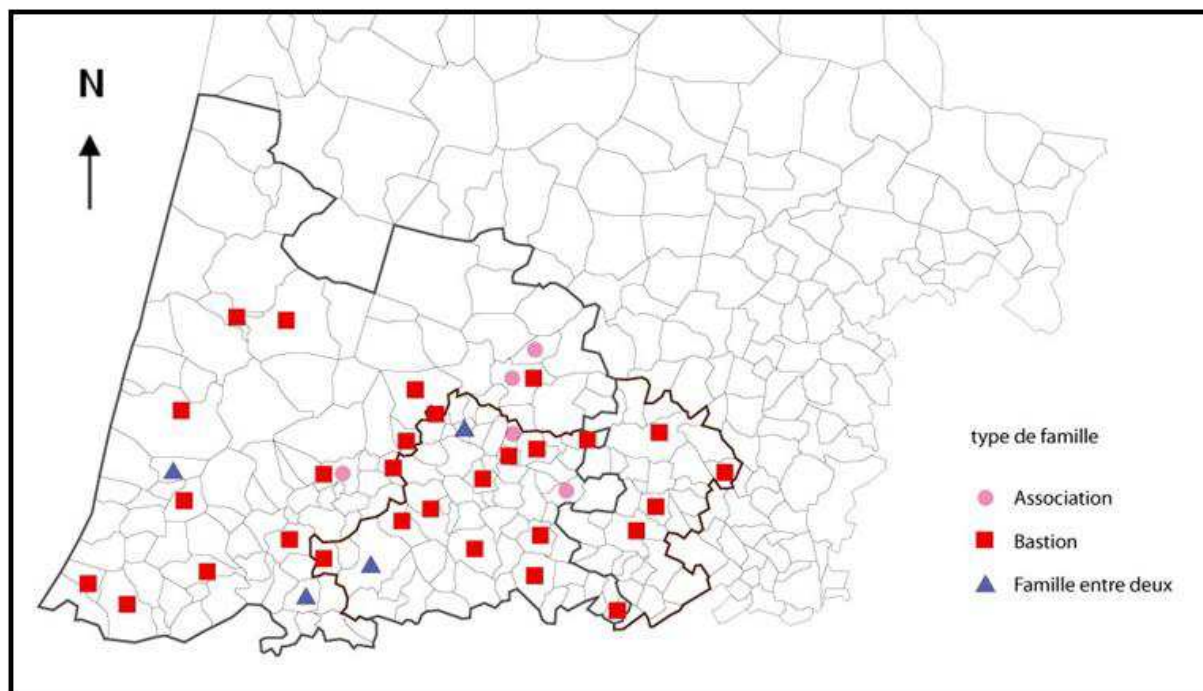 N
type de famille
Association
Bastion
Famille entre deux